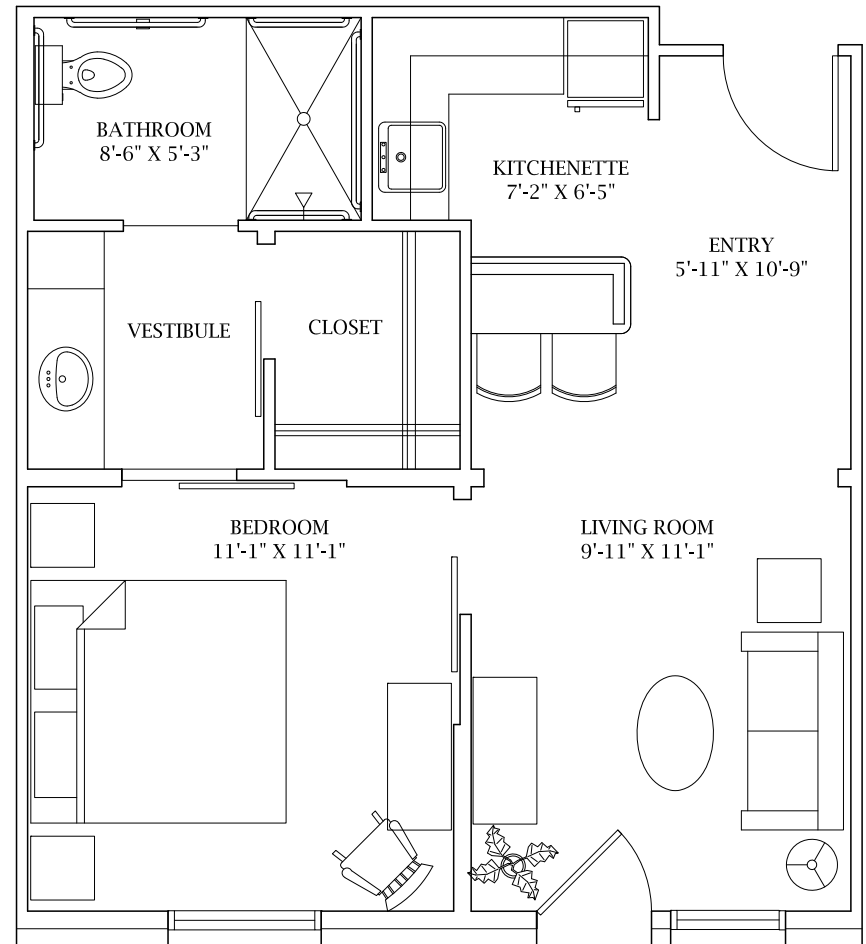 BATHROOM
8'-6" X 5'-3"
KITCHENETTE
7'-2" X 6'-5"
ENTRY
5'-11" X 10'-9"
VESTIBULE
CLOSET
BEDROOM
11'-1" X 11'-1"
LIVING ROOM
9'-11" X 11'-1"